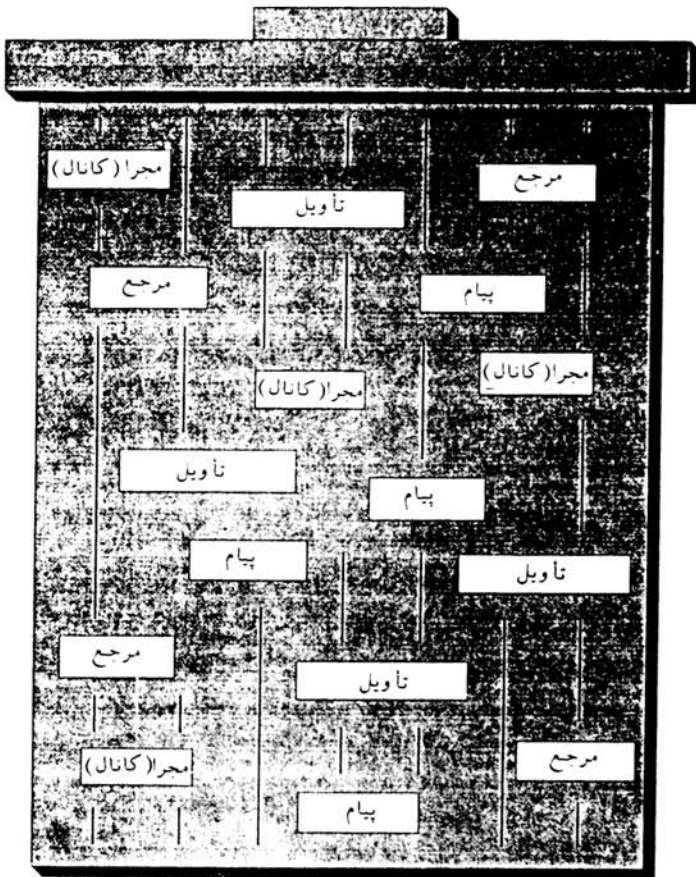 مجرا (کانال)
مرجع
تأویل
مرجع
پیام
مجرا (کانال)
مجرا (کانال)
تأویل
پیام
پیام
تأویل
مرجع
تأویل
مرجع
مجرا (کانال)
پیام